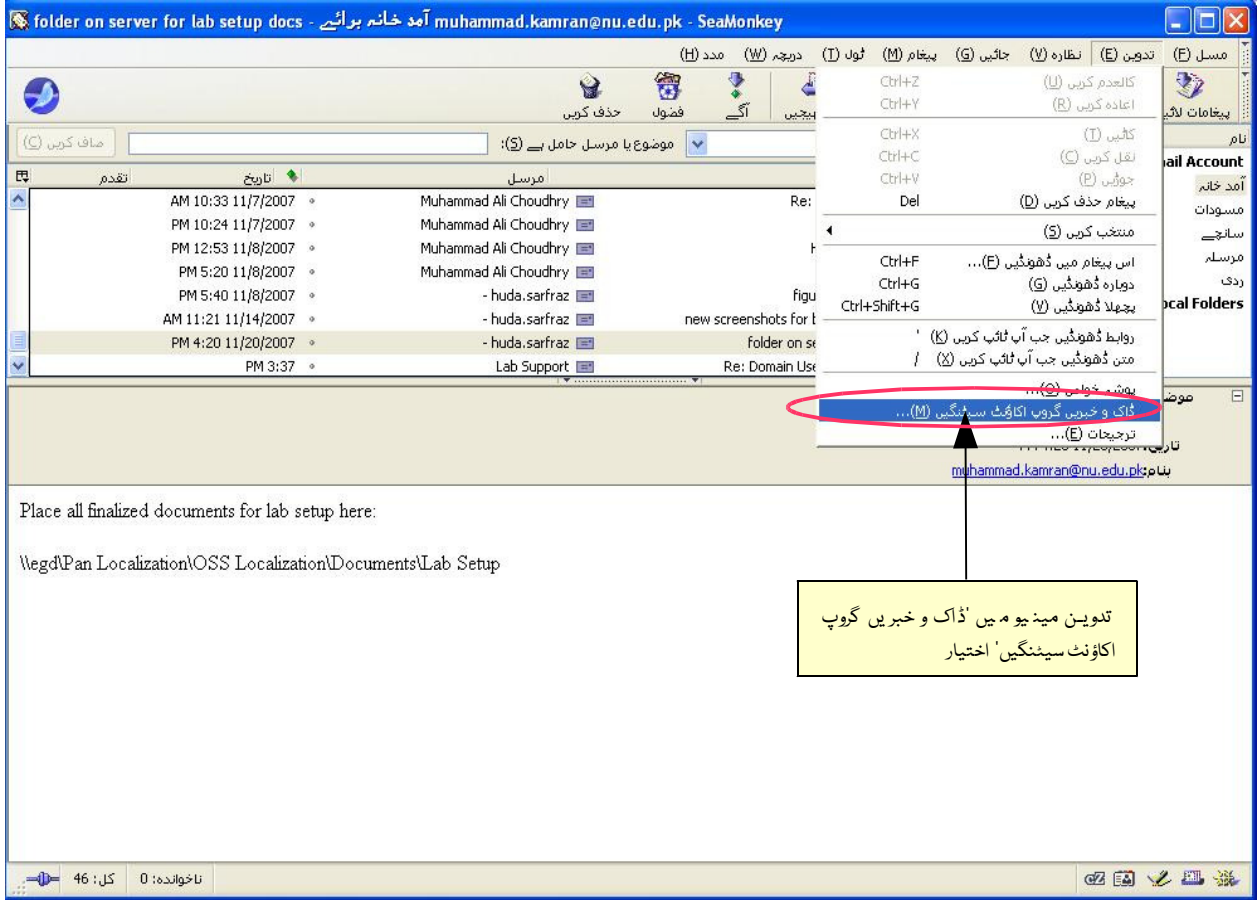 folder on server for lab setup docs - آمد خانہ برائے muhammad.kamran@nu.edu.pk - SeaMonkey
مسل (F) تدوین (E) نظارہ (V) جائیں (G) پیغام (M) ٹول (T) دریچہ (W) مدد (H)
پیغامات لائیں
بھیجیں
آگے
فضول
حذف کریں
موضوع یا مرسل حامل ہے (S):
صاف کریں (C)
نام
ail Account
آمد خانہ
مسودات
سانچے
مرسلہ
ردی
ocal Folders
مرسل تاریخ تقدم
Re: Muhammad Ali Choudhry 11/7/2007 10:33 AM
Muhammad Ali Choudhry 11/7/2007 10:24 PM
Muhammad Ali Choudhry 11/8/2007 12:53 PM
Muhammad Ali Choudhry 11/8/2007 5:20 PM
figu huda.sarfraz - 11/8/2007 5:40 PM
new screenshots for b huda.sarfraz - 11/14/2007 11:21 AM
folder on se huda.sarfraz - 11/20/2007 4:20 PM
Re: Domain Use Lab Support 3:37 PM
کالعدم کریں (U) Ctrl+Z
اعادہ کریں (R) Ctrl+Y
کاٹیں (T) Ctrl+X
نقل کریں (C) Ctrl+C
جوڑیں (P) Ctrl+V
پیغام حذف کریں (D) Del
منتخب کریں (S)
اس پیغام میں ڈھونڈیں (F)... Ctrl+F
دوبارہ ڈھونڈیں (G) Ctrl+G
پچھلا ڈھونڈیں (V) Ctrl+Shift+G
روابط ڈھونڈیں جب آپ ٹائپ کریں (K) '
متن ڈھونڈیں جب آپ ٹائپ کریں (X) /
پوشہ خواص (O)...
ڈاک و خبریں گروپ اکاؤنٹ سیٹنگیں (M)...
ترجیحات (E)...
بنام: muhammad.kamran@nu.edu.pk
Place all finalized documents for lab setup here:
\\egd\Pan Localization\OSS Localization\Documents\Lab Setup
تدوین مینیو میں 'ڈاک و خبریں گروپ
اکاؤنٹ سیٹنگیں' اختیار
ناخواندہ: 0 کل: 46